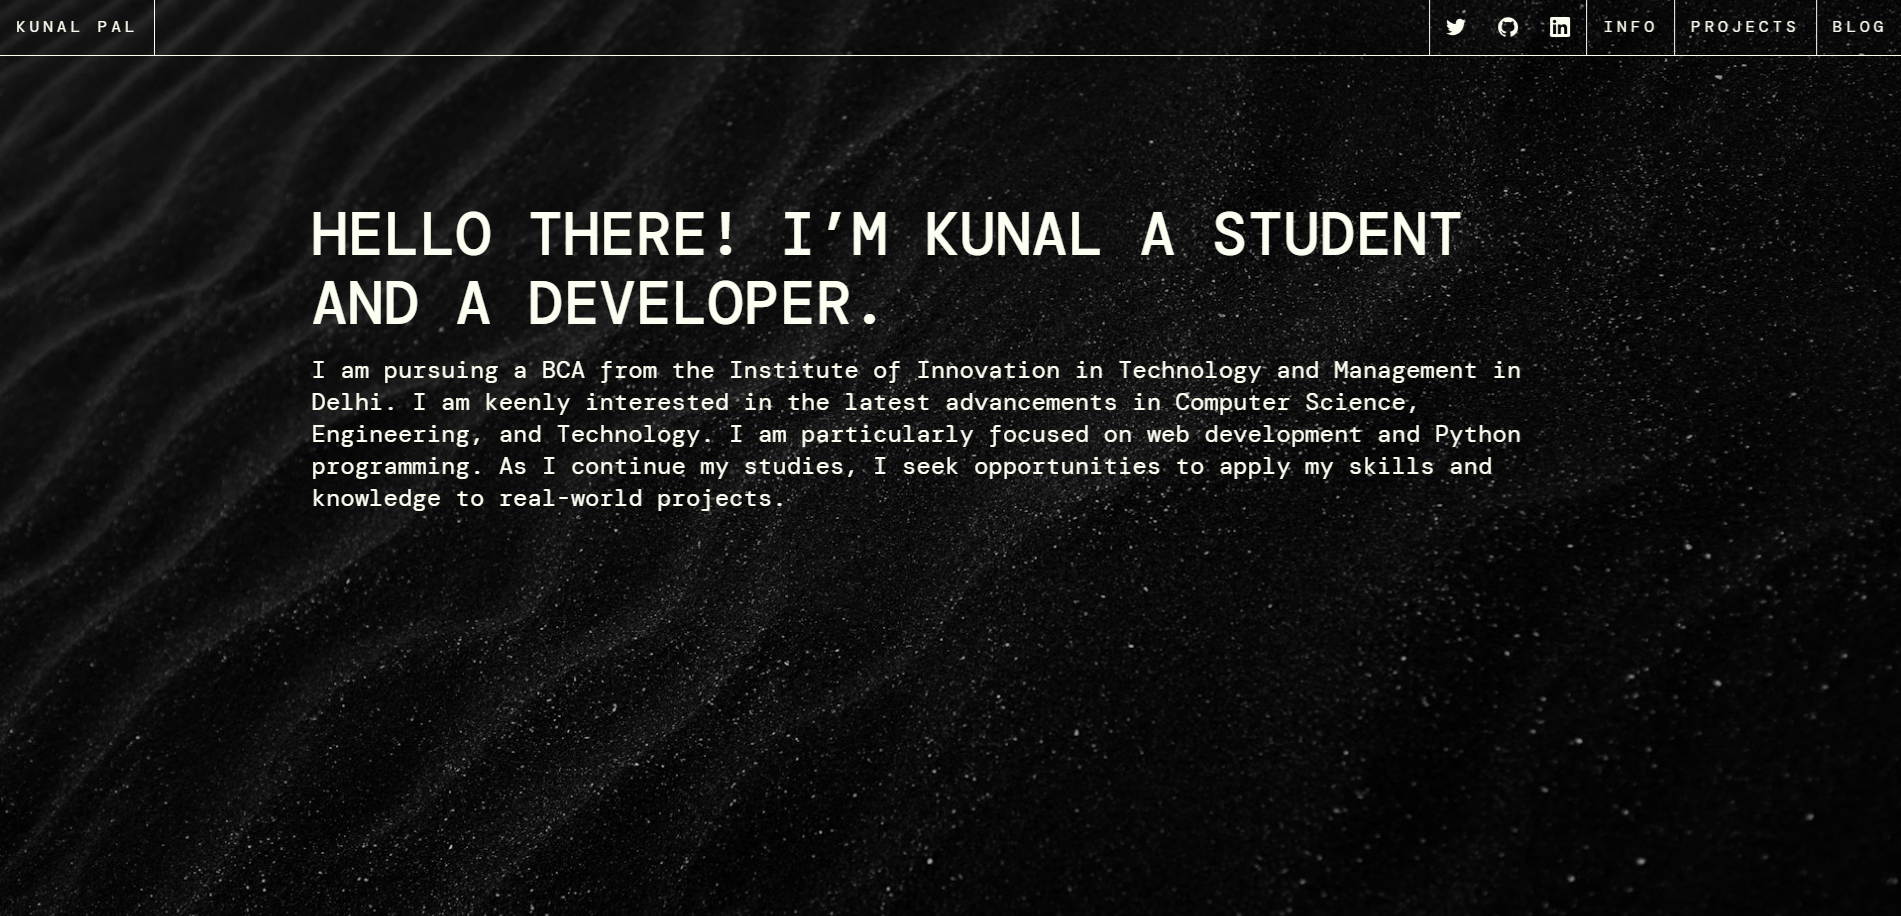 KUNAL PAL
INFO
PROJECTS
BLOG
HELLO THERE! I’M KUNAL A STUDENT
AND A DEVELOPER.
I am pursuing a BCA from the Institute of Innovation in Technology and Management in
Delhi. I am keenly interested in the latest advancements in Computer Science,
Engineering, and Technology. I am particularly focused on web development and Python
programming. As I continue my studies, I seek opportunities to apply my skills and
knowledge to real-world projects.